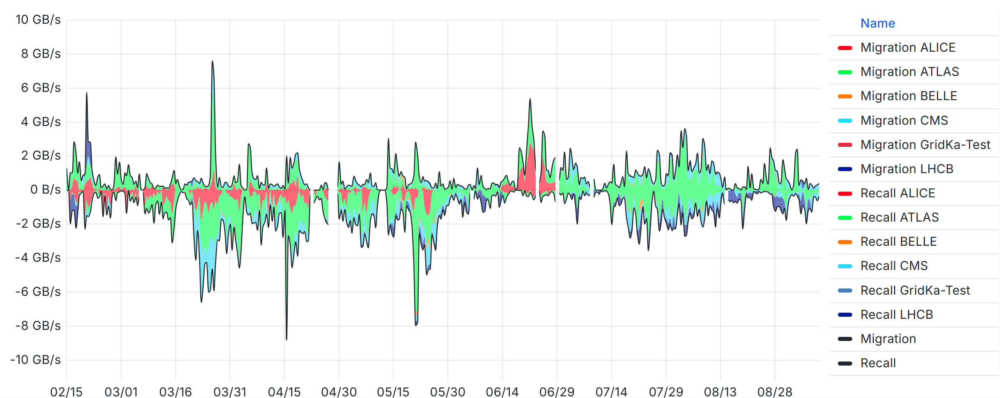 10 GB/s
8 GB/s
6 GB/s
4 GB/s
2 GB/s
0 B/s
-2 GB/s
-4 GB/s
-6 GB/s
-8 GB/s
-10 GB/s
02/15 03/01 03/16 03/31 04/15 04/30 05/15 05/30 06/14 06/29 07/14 07/29 08/13 08/28
Name
Migration ALICE
Migration ATLAS
Migration BELLE
Migration CMS
Migration GridKa-Test
Migration LHCB
Recall ALICE
Recall ATLAS
Recall BELLE
Recall CMS
Recall GridKa-Test
Recall LHCB
Migration
Recall